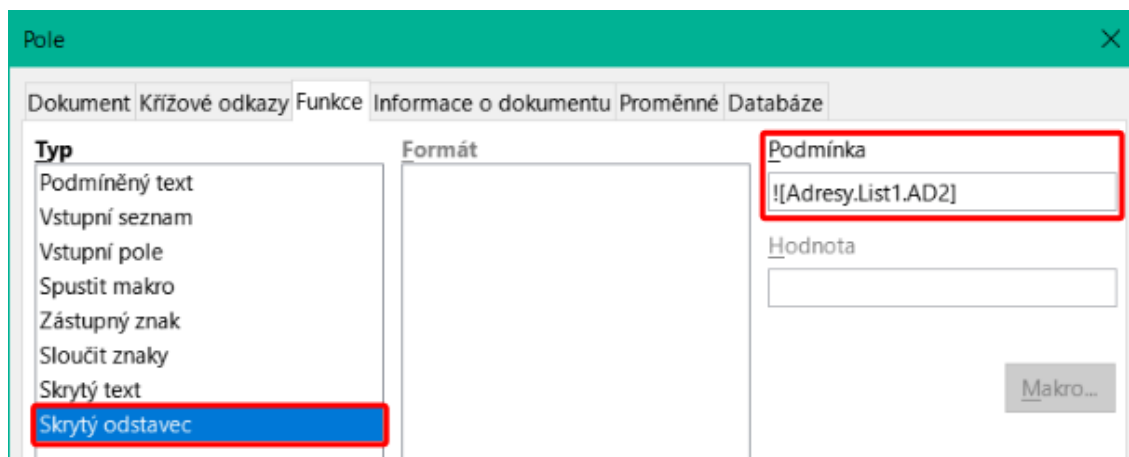 Pole
Dokument Křížové odkazy Funkce Informace o dokumentu Proměnné Databáze
Typ
Podmíněný text
Vstupní seznam
Vstupní pole
Spustit makro
Zástupný znak
Sloučit znaky
Skrytý text
Skrytý odstavec
Formát
Podmínka
![Adresy.List1.AD2]
Hodnota
Makro...